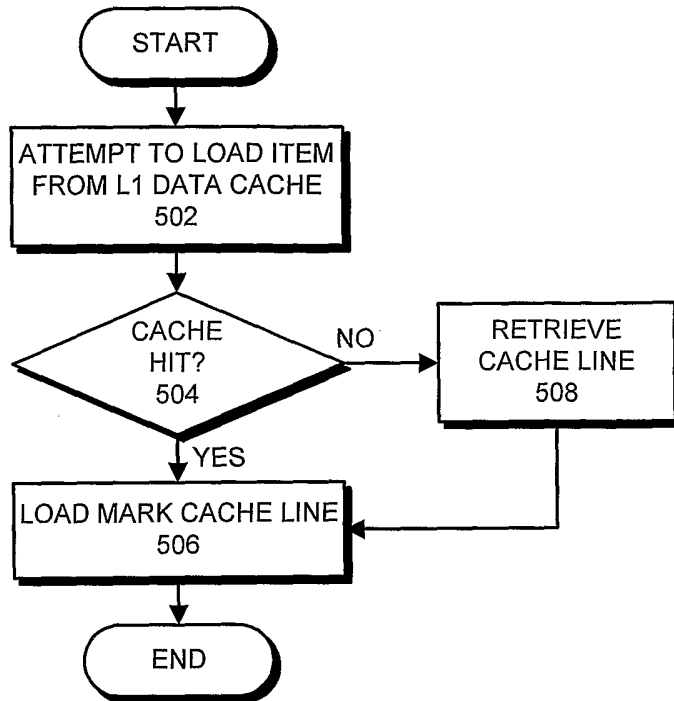 START
ATTEMPT TO LOAD ITEM
FROM L1 DATA CACHE
502
CACHE
HIT?
504
NO
RETRIEVE
CACHE LINE
508
YES
LOAD MARK CACHE LINE
506
END